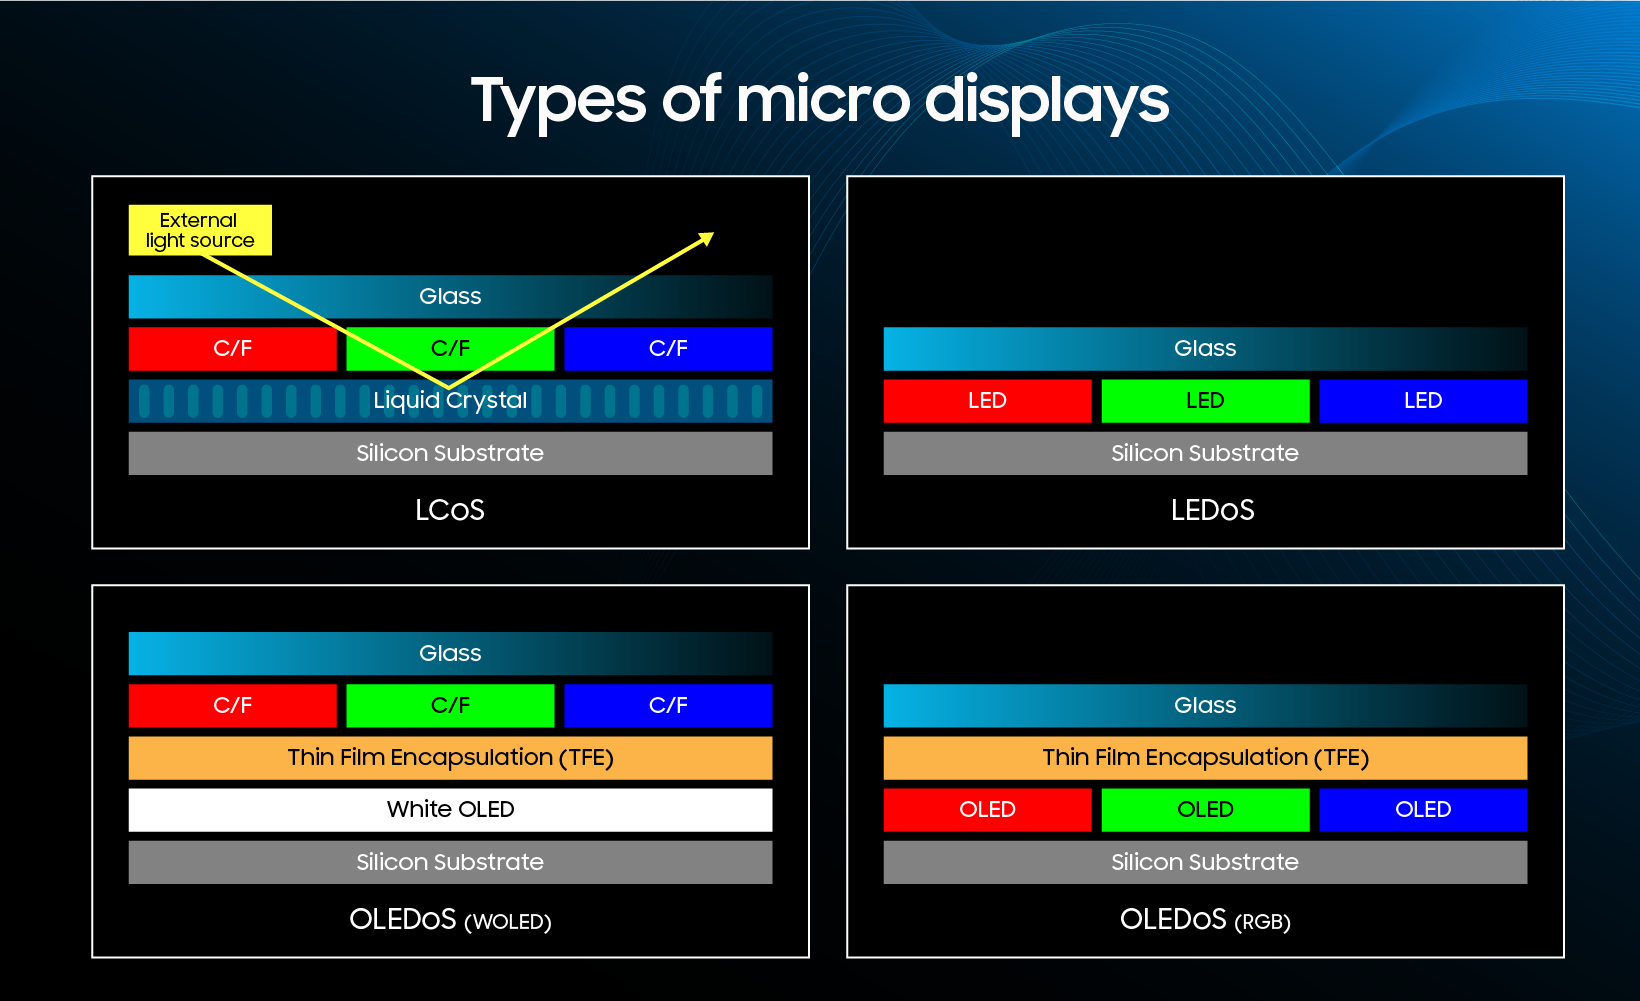 Types of micro displays
External
light source
Glass
C/F C/F C/F
Liquid Crystal
Silicon Substrate
LCoS
Glass
LED LED LED
Silicon Substrate
LEDoS
Glass
C/F C/F C/F
Thin Film Encapsulation (TFE)
White OLED
Silicon Substrate
OLEDoS (WOLED)
Glass
Thin Film Encapsulation (TFE)
OLED OLED OLED
Silicon Substrate
OLEDoS (RGB)